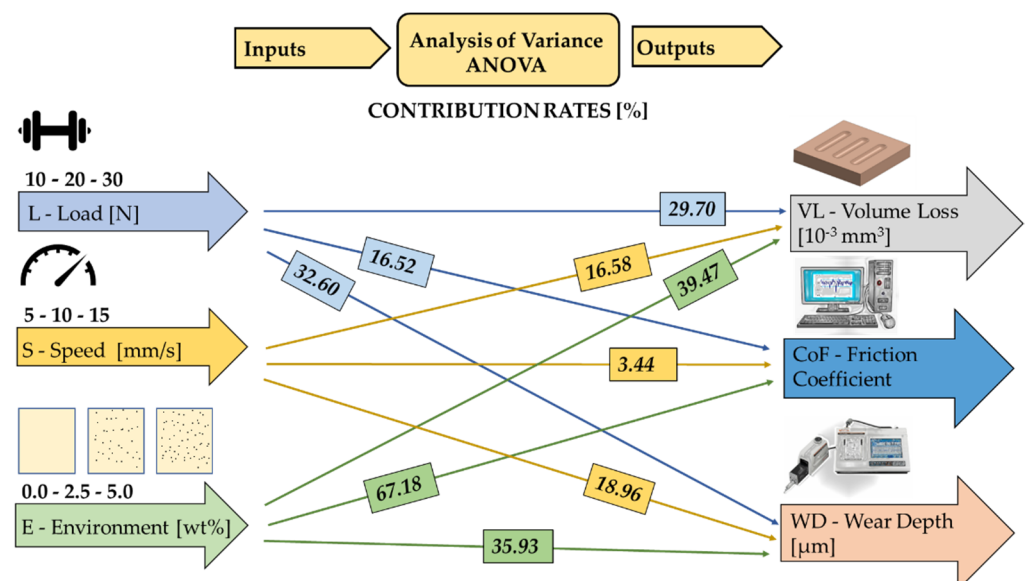 Inputs
Analysis of Variance
ANOVA
Outputs
CONTRIBUTION RATES [%]
10 - 20 - 30
L - Load [N]
29.70
VL - Volume Loss
[10⁻³ mm³]
16.52
16.58
32.60
39.47
5 - 10 - 15
S - Speed [mm/s]
3.44
CoF - Friction
Coefficient
0.0 - 2.5 - 5.0
E - Environment [wt%]
67.18
18.96
35.93
WD - Wear Depth
[µm]